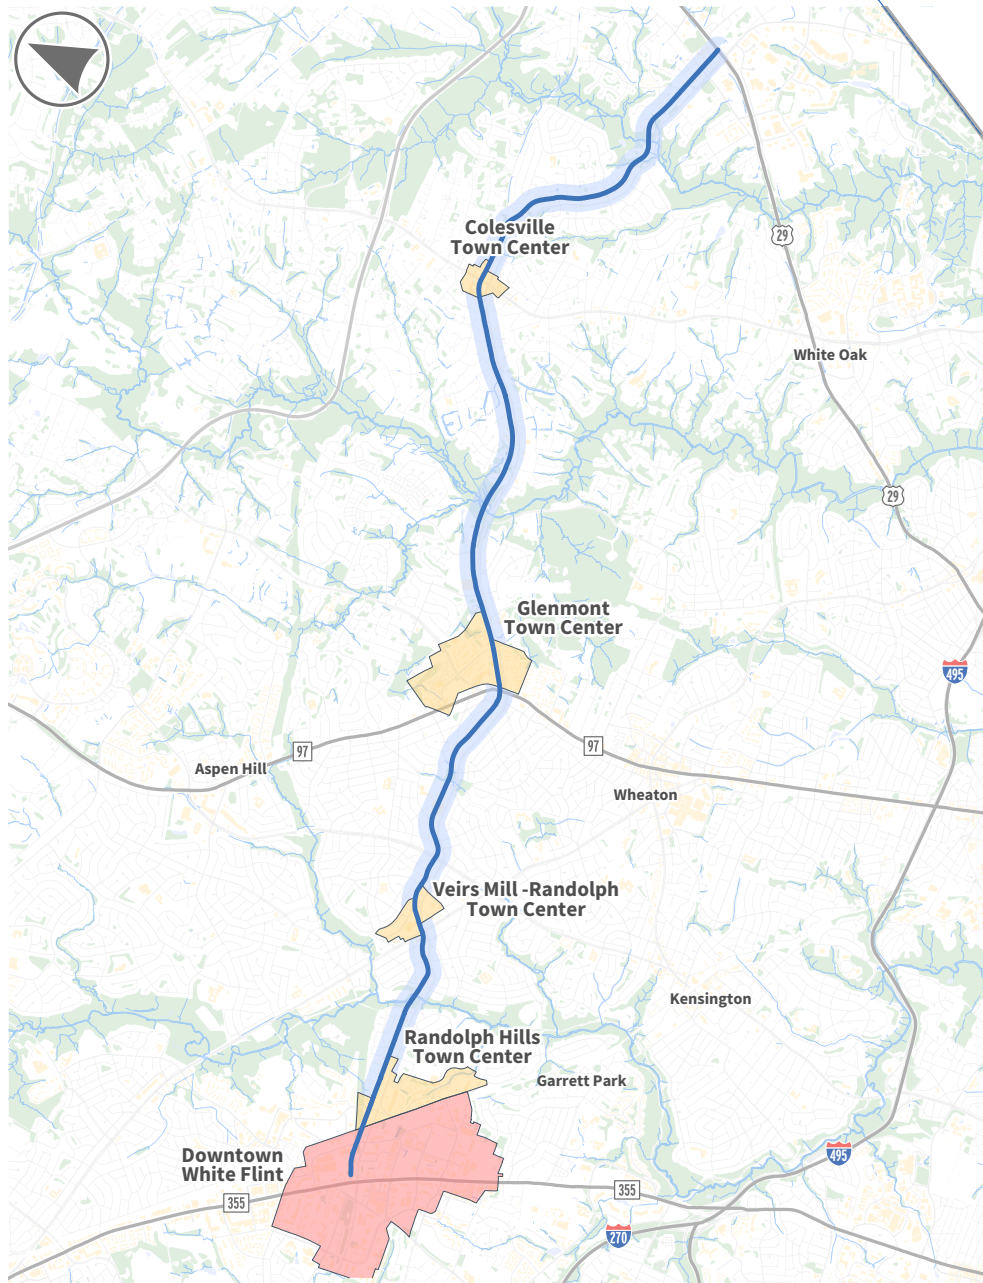 Colesville
Town Center
29
White Oak
29
Glenmont
Town Center
495
97
97
Aspen Hill
Wheaton
Veirs Mill -Randolph
Town Center
Kensington
Randolph Hills
Town Center
Garrett Park
Downtown
White Flint
495
355
355
270